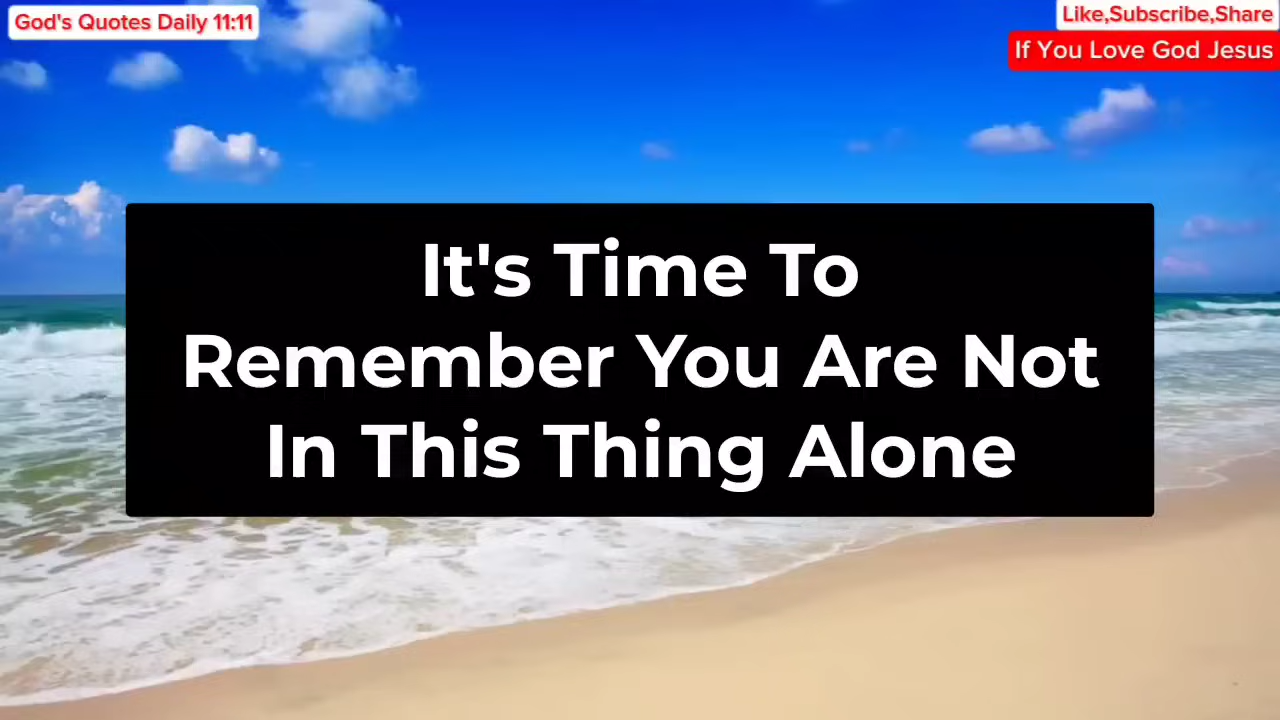 God's Quotes Daily 11:11
Like,Subscribe,Share
If You Love God Jesus
It's Time To
Remember You Are Not
In This Thing Alone